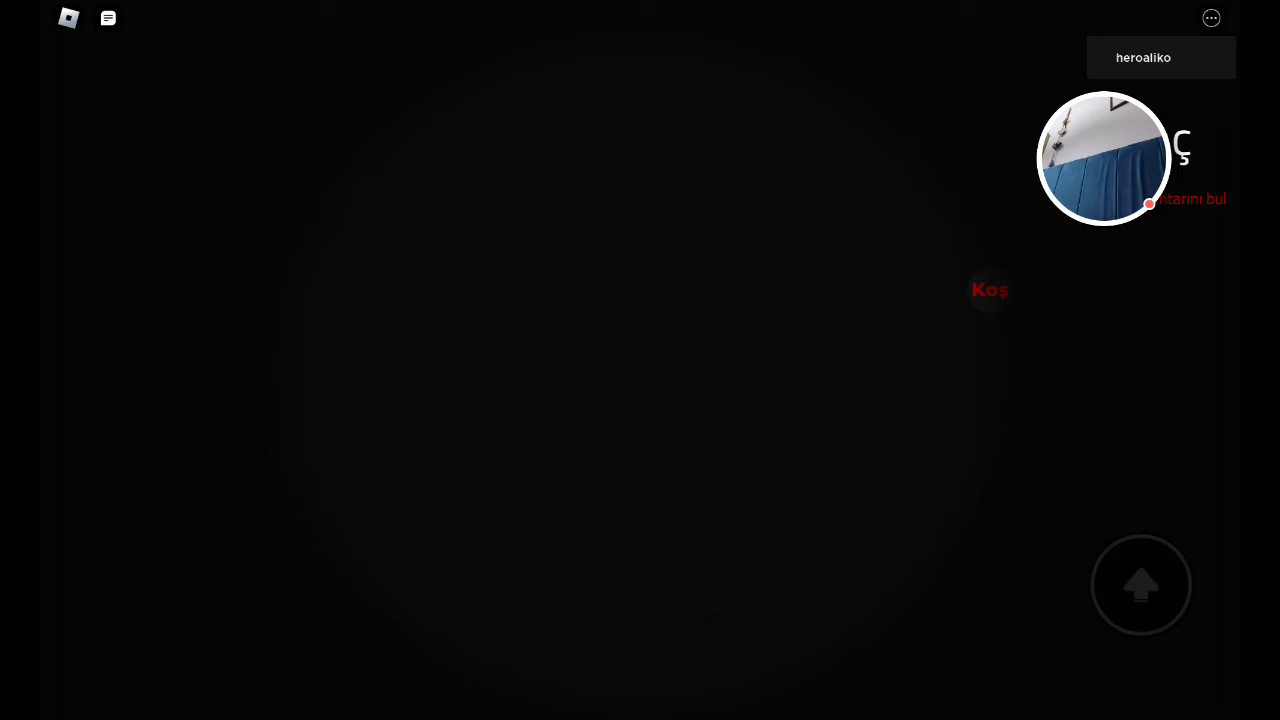 heroaliko
Ç
ntarını bul
Koş